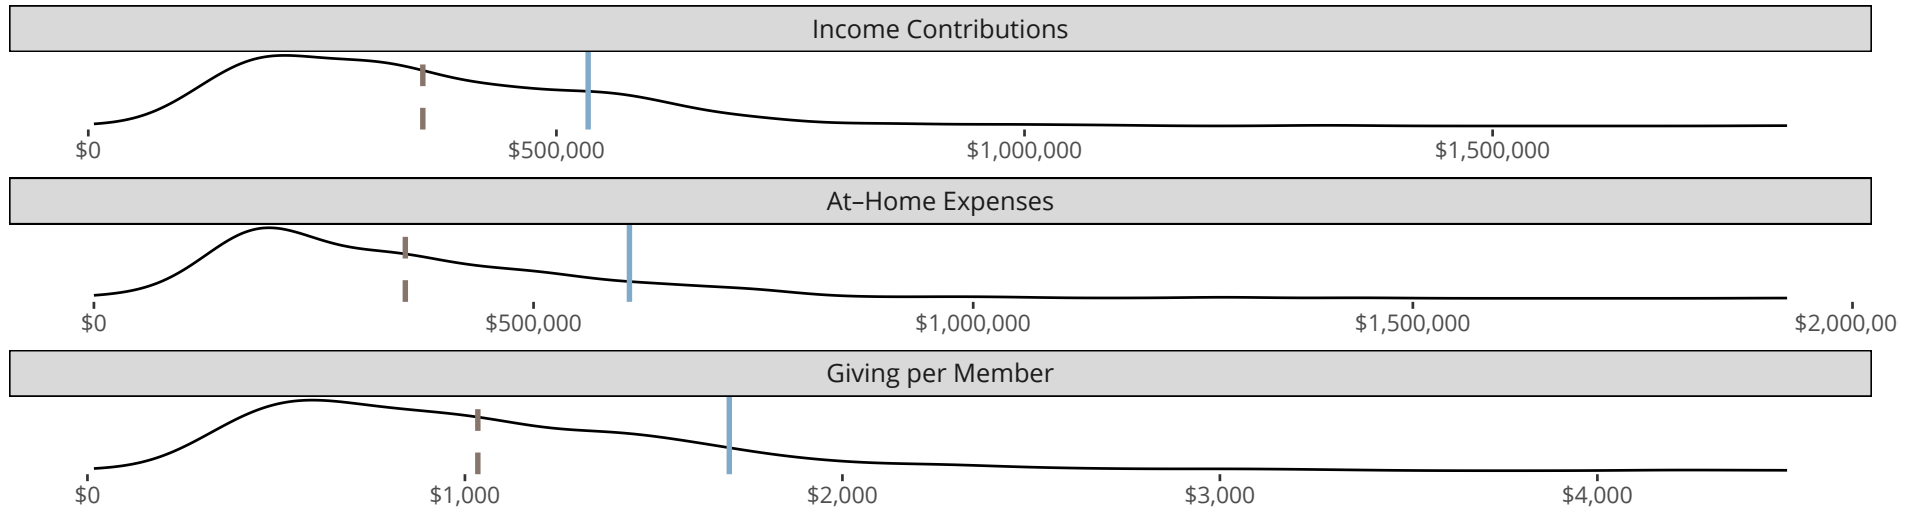 Income Contributions
$0 $500,000 $1,000,000 $1,500,000
At–Home Expenses
$0 $500,000 $1,000,000 $1,500,000 $2,000,00
Giving per Member
$0 $1,000 $2,000 $3,000 $4,000